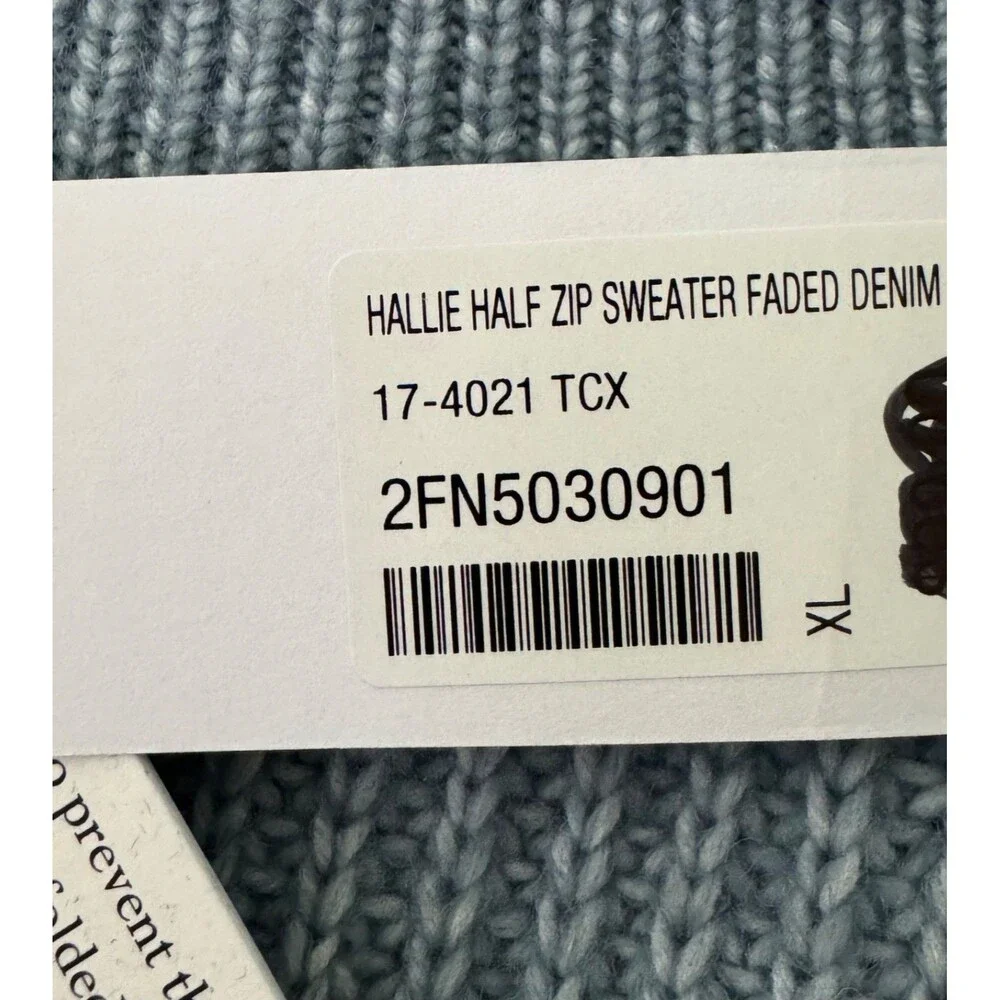 HALLIE HALF ZIP SWEATER FADED DENIM
17-4021 TCX
2FN5030901
XL
prevent